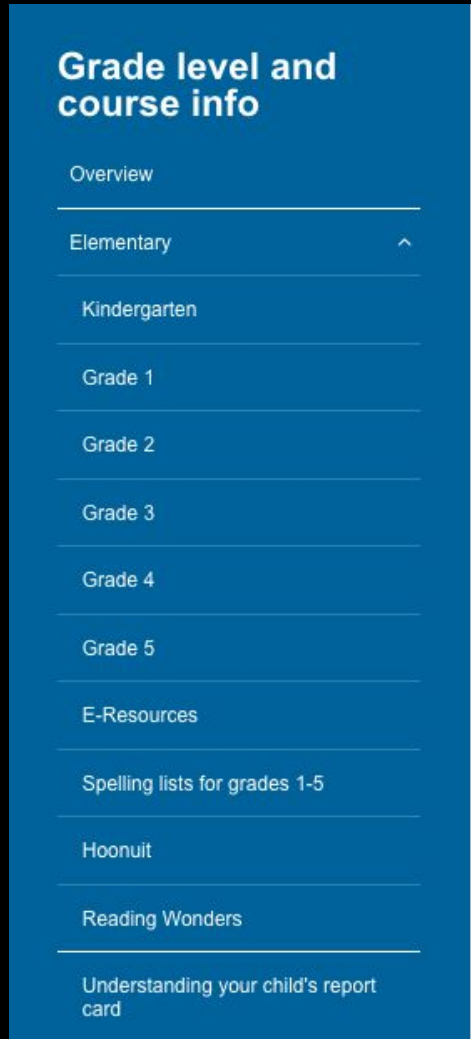 Grade level and
course info
Overview
Elementary
Kindergarten
Grade 1
Grade 2
Grade 3
Grade 4
Grade 5
E-Resources
Spelling lists for grades 1-5
Hoonuit
Reading Wonders
Understanding your child's report
card